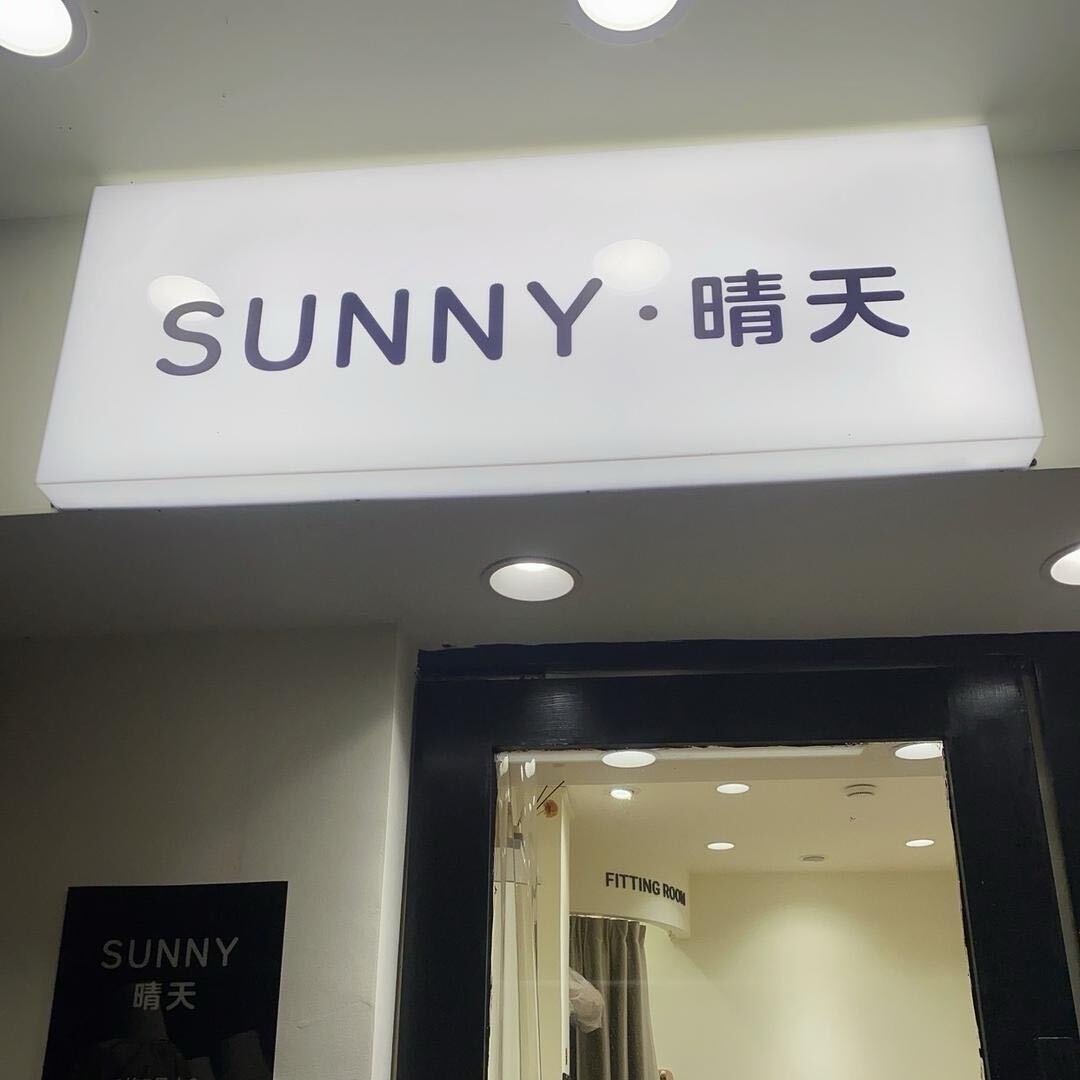 SUNNY·晴天
FITTING ROOM
SUNNY
晴天